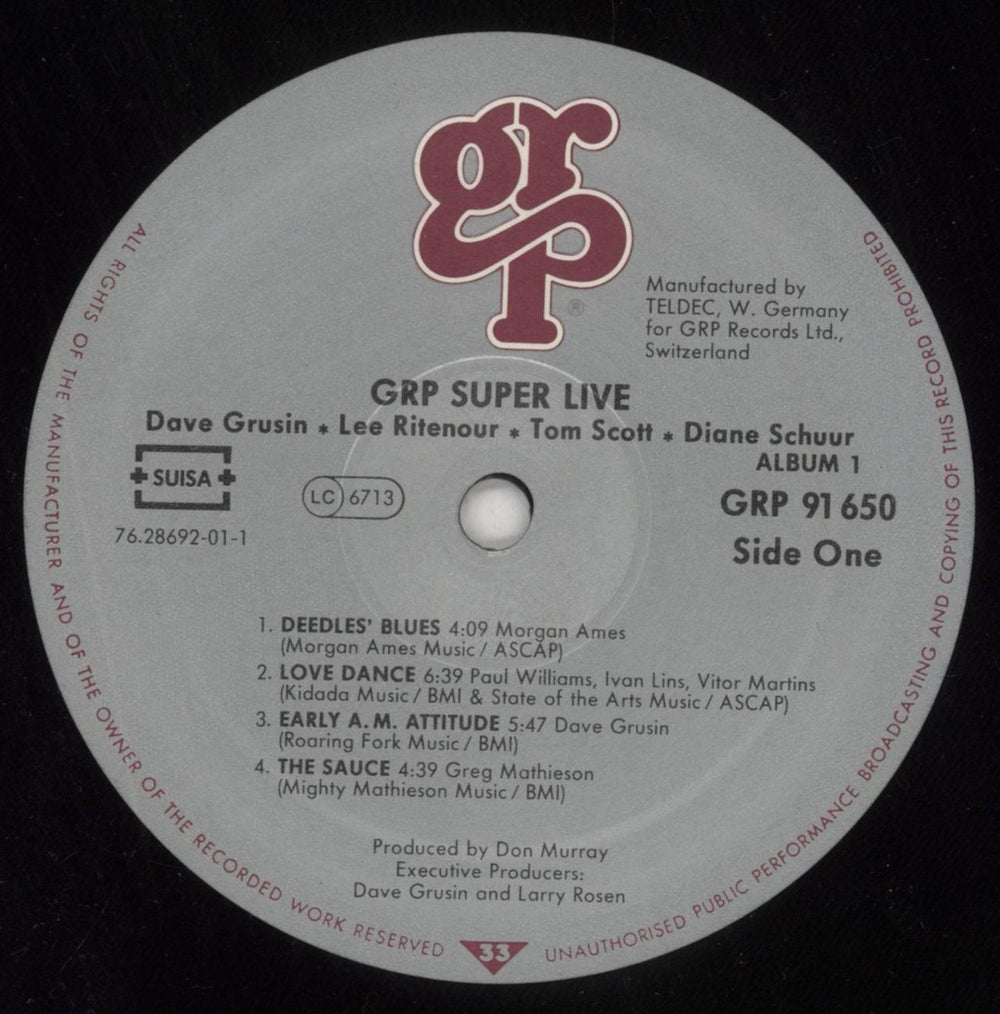 grp
®
Manufactured by
TELDEC, W. Germany
for GRP Records Ltd.,
Switzerland
GRP SUPER LIVE
Dave Grusin * Lee Ritenour * Tom Scott * Diane Schuur
ALBUM 1
SUISA
LC 6713
GRP 91 650
76.28692-01-1
Side One
1. DEEDLES' BLUES 4:09 Morgan Ames
(Morgan Ames Music / ASCAP)
2. LOVE DANCE 6:39 Paul Williams, Ivan Lins, Vitor Martins
(Kidada Music / BMI & State of the Arts Music / ASCAP)
3. EARLY A.M. ATTITUDE 5:47 Dave Grusin
(Roaring Fork Music / BMI)
4. THE SAUCE 4:39 Greg Mathieson
(Mighty Mathieson Music / BMI)
Produced by Don Murray
Executive Producers:
Dave Grusin and Larry Rosen
ALL RIGHTS OF THE MANUFACTURER AND OF THE OWNER OF THE RECORDED WORK RESERVED
33
UNAUTHORISED PUBLIC PERFORMANCE BROADCASTING AND COPYING OF THIS RECORD PROHIBITED